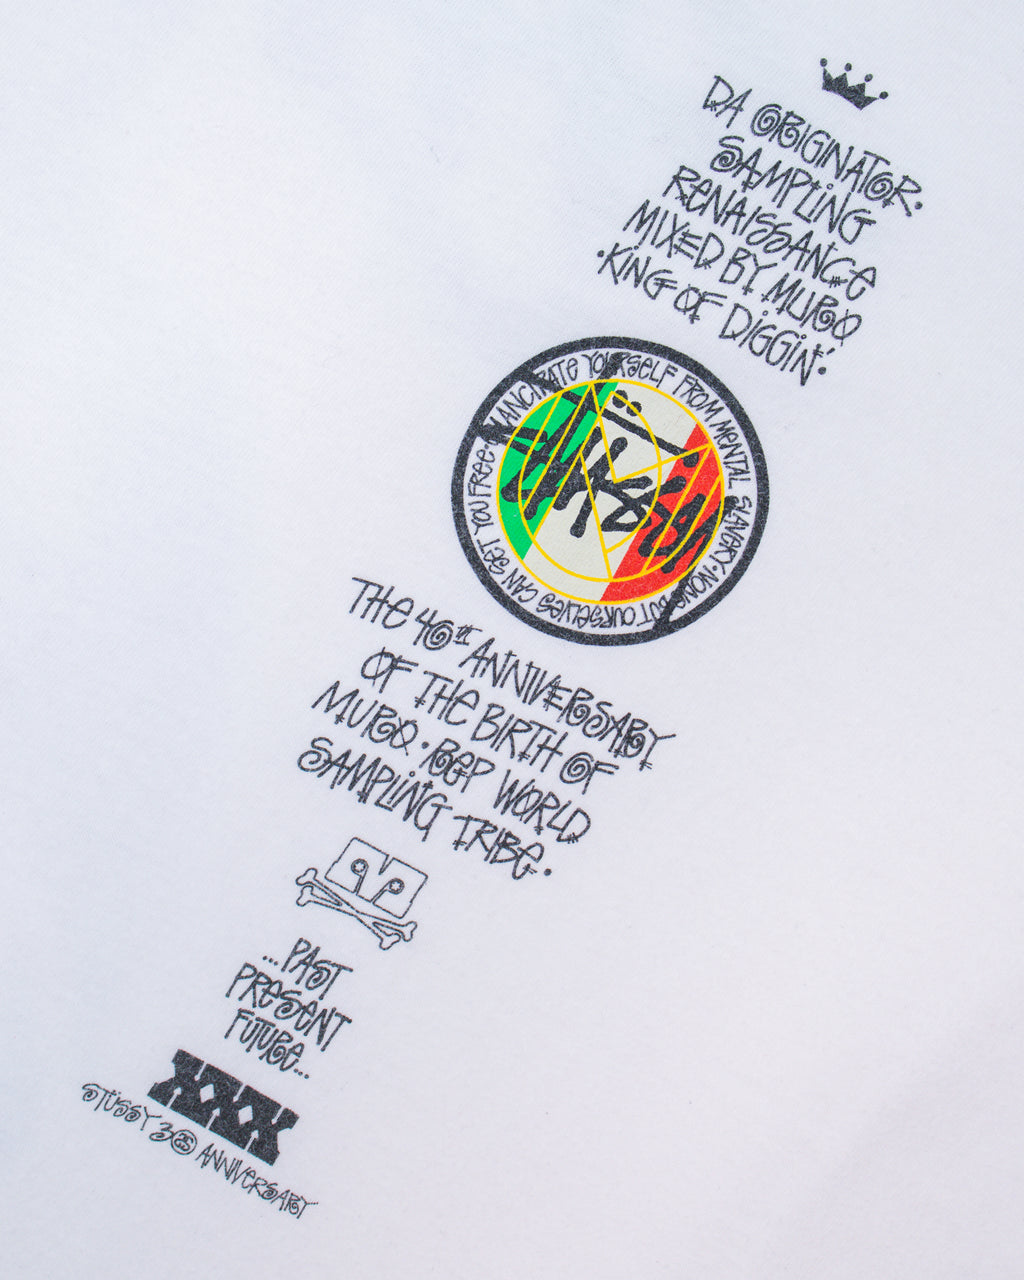 DA ORIGINATOR·
SAMPLING
RENAISSANCE
MIXED BY MURO
·KING OF DIGGIN'·
EMANCIPATE YOURSELF FROM MENTAL SLAVERY·NONE BUT OURSELVES CAN SET YOU FREE·
THE 40TH ANNIVERSARY
OF THE BIRTH OF
MURO·REP WORLD
SAMPLING TRIBE·
...PAST
PRESENT
FUTURE...
XXX
STÜSSY 30 ANNIVERSARY